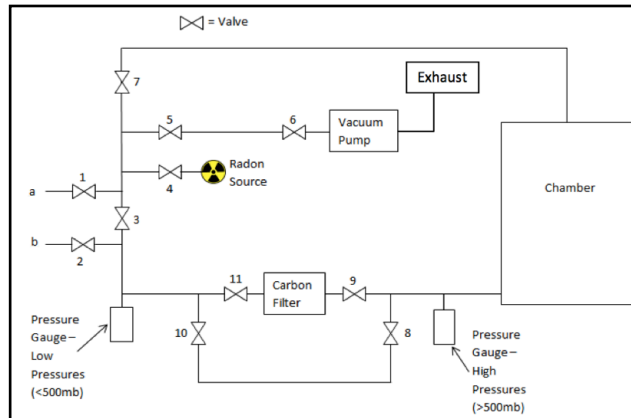 = Valve
7
Exhaust
5
6
Vacuum
Pump
Radon
Source
4
1
a
3
b
2
Chamber
11
Carbon
Filter
9
10
8
Pressure
Gauge –
Low
Pressures
(<500mb)
Pressure
Gauge –
High
Pressures
(>500mb)